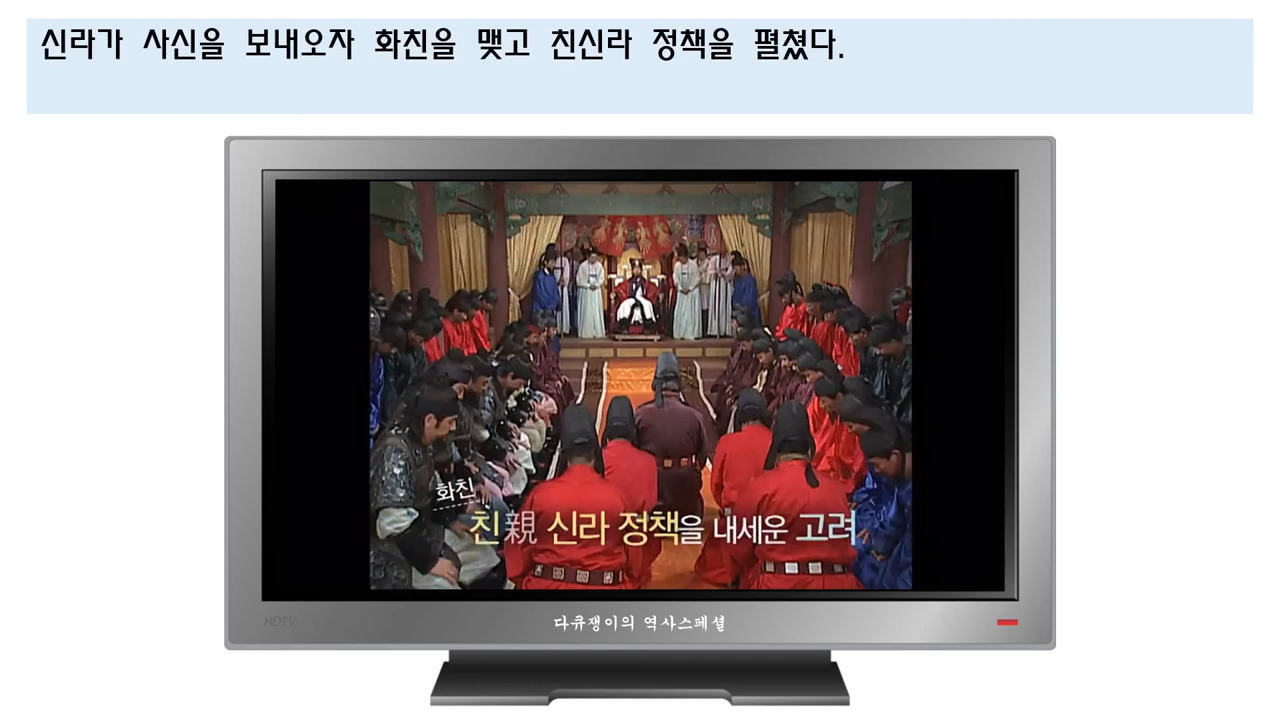 신라가 사신을 보내오자 화친을 맺고 친신라 정책을 펼쳤다.
화친
친親 신라 정책을 내세운 고려
HDTV
다큐쟁이의 역사스페셜